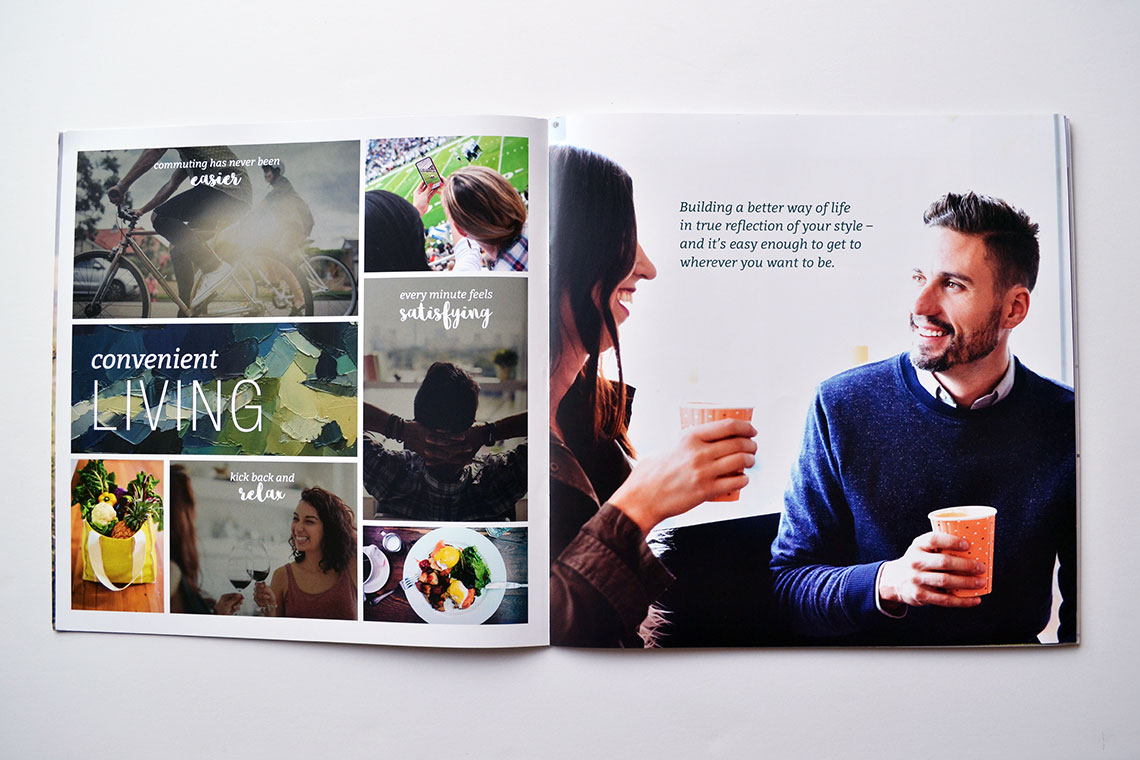 commuting has never been
easier
every minute feels
satisfying
convenient
LIVING
kick back and
relax
Building a better way of life
in true reflection of your style –
and it's easy enough to get to
wherever you want to be.